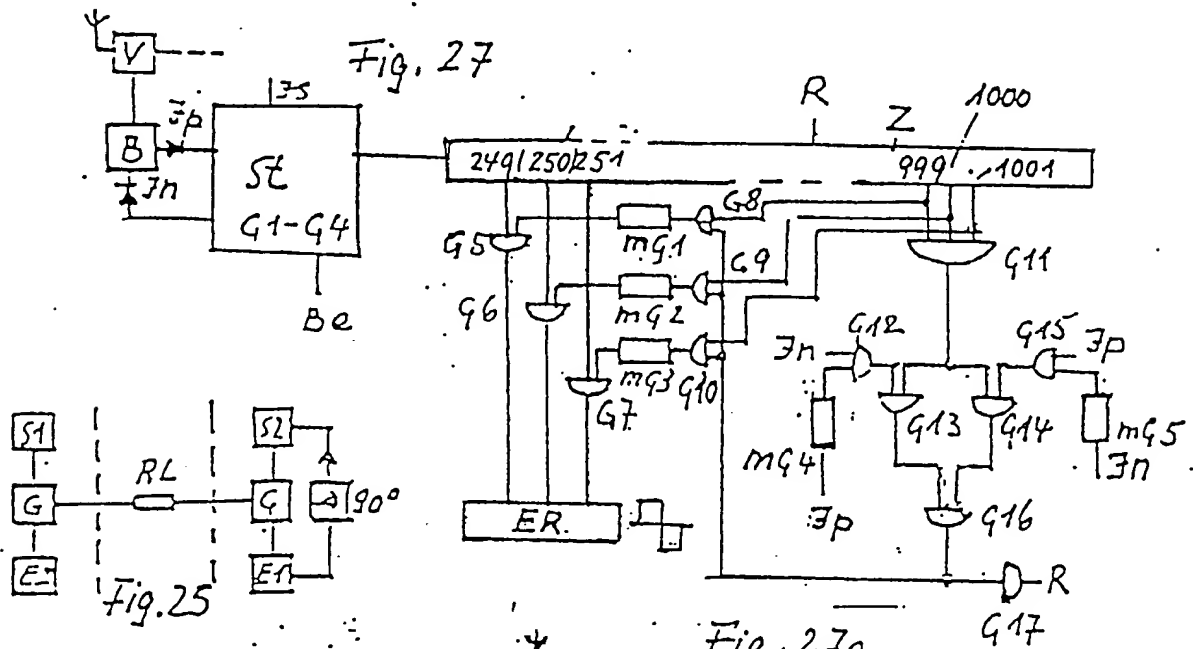 Fig. 27
V
Jp
B
Jn
Js
St
G1-G4
Be
R
Z
1000
249/250/251
999
1001
G5
mG1
G8
G6
mG2
G9
mG3
G10
G7
G11
Jn
G12
G15
Jp
mG4
G13
G14
mG5
Jp
Jn
G16
ER.
R
G17
S1
G
RL
S2
G
90°
E1
Fig. 25
Fig. 27a